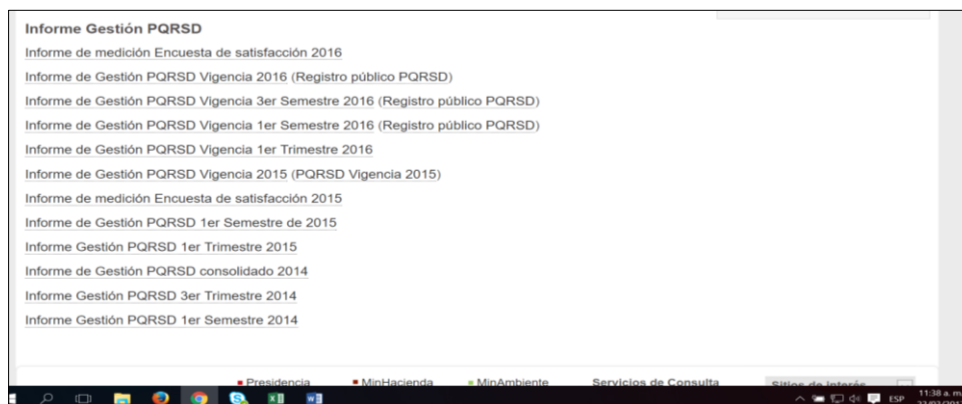 Informe Gestión PQRSD
Informe de medición Encuesta de satisfacción 2016
Informe de Gestión PQRSD Vigencia 2016 (Registro público PQRSD)
Informe de Gestión PQRSD Vigencia 3er Semestre 2016 (Registro público PQRSD)
Informe de Gestión PQRSD Vigencia 1er Semestre 2016 (Registro público PQRSD)
Informe de Gestión PQRSD Vigencia 1er Trimestre 2016
Informe de Gestión PQRSD Vigencia 2015 (PQRSD Vigencia 2015)
Informe de medición Encuesta de satisfacción 2015
Informe de Gestión PQRSD 1er Semestre de 2015
Informe Gestión PQRSD 1er Trimestre 2015
Informe de Gestión PQRSD consolidado 2014
Informe Gestión PQRSD 3er Trimestre 2014
Informe Gestión PQRSD 1er Semestre 2014
Presidencia MinHacienda MinAmbiente Servicios de Consulta Sitios de interés
ESP 11:38 a. m.